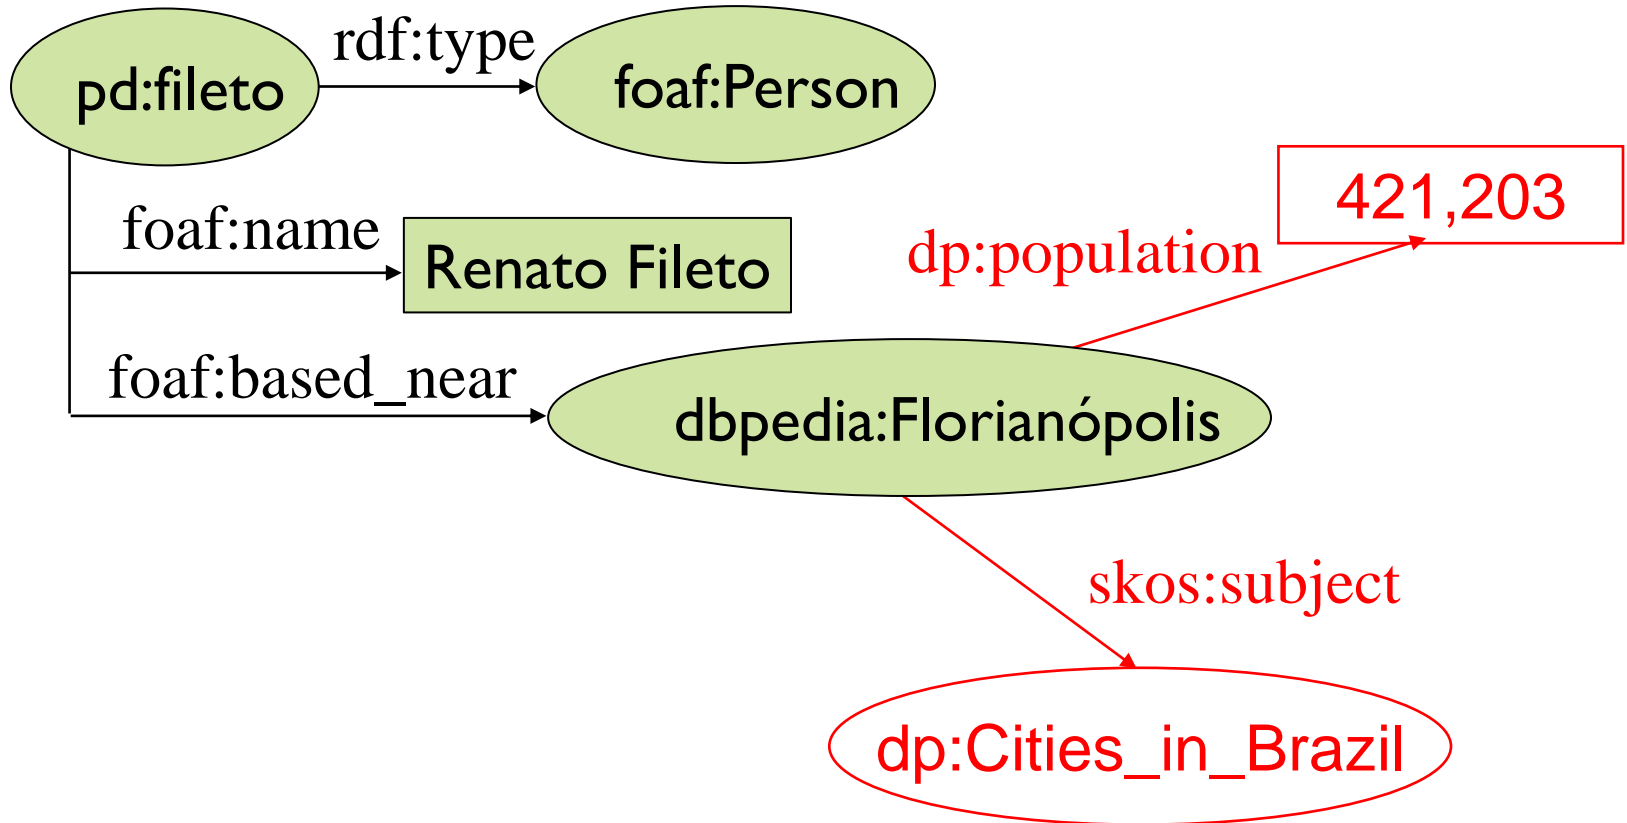 pd:fileto
rdf:type
foaf:Person
foaf:name
Renato Fileto
421,203
dp:population
foaf:based_near
dbpedia:Florianópolis
skos:subject
dp:Cities_in_Brazil